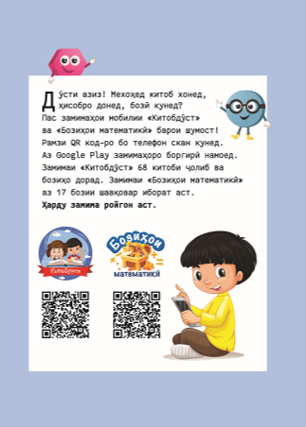 Дӯсти азиз! Мехоҳед китоб хонед,
ҳисобро донед, бозӣ кунед?
Пас замимаҳои мобилии «Китобдӯст»
ва «Бозиҳои математикӣ» барои шумост!
Рамзи QR код-ро бо телефон скан кунед.
Аз Google Play замимаҳоро боргирӣ намоед.
Замимаи «Китобдӯст» 68 китоби ҷолиб ва
бозиҳо дорад. Замимаи «Бозиҳои математикӣ»
аз 17 бозии шавқовар иборат аст.
Ҳарду замима ройгон аст.
Китобдӯст
Бозиҳои
математикӣ